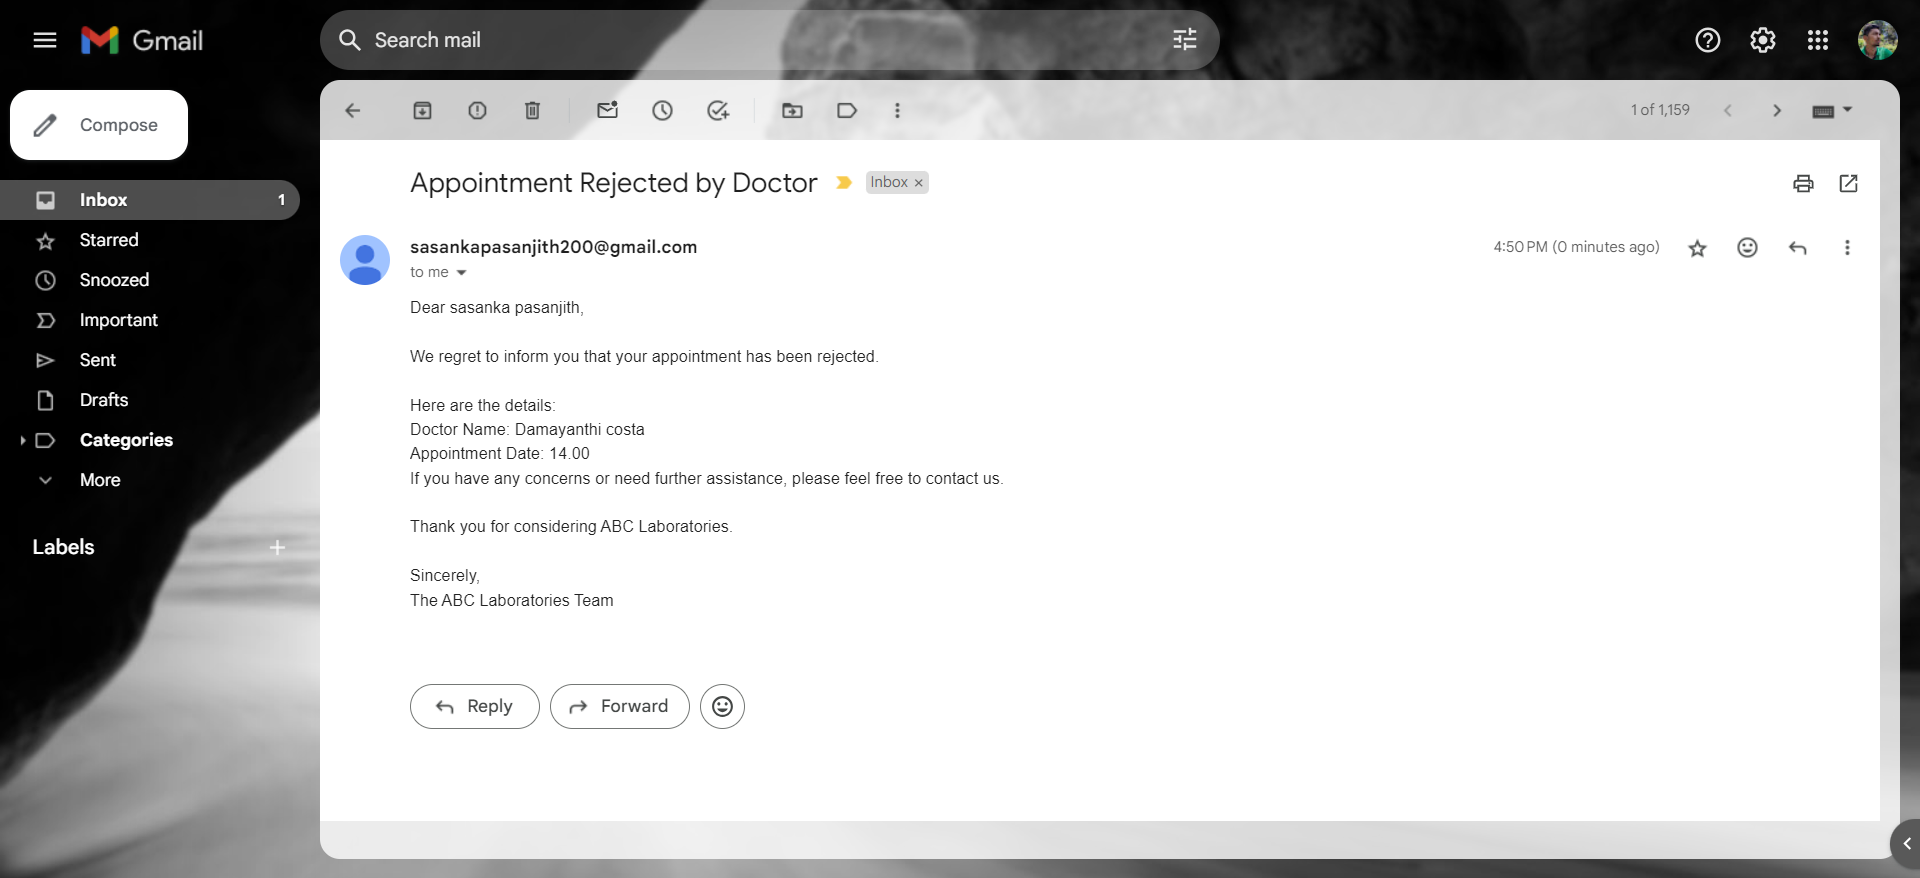 Gmail
Search mail
Compose
1 of 1,159
Inbox 1
Starred
Snoozed
Important
Sent
Drafts
Categories
More
Labels
Appointment Rejected by Doctor Inbox ×
sasankapasanjith200@gmail.com 4:50 PM (0 minutes ago)
to me
Dear sasanka pasanjith,
We regret to inform you that your appointment has been rejected.
Here are the details:
Doctor Name: Damayanthi costa
Appointment Date: 14.00
If you have any concerns or need further assistance, please feel free to contact us.
Thank you for considering ABC Laboratories.
Sincerely,
The ABC Laboratories Team
Reply Forward